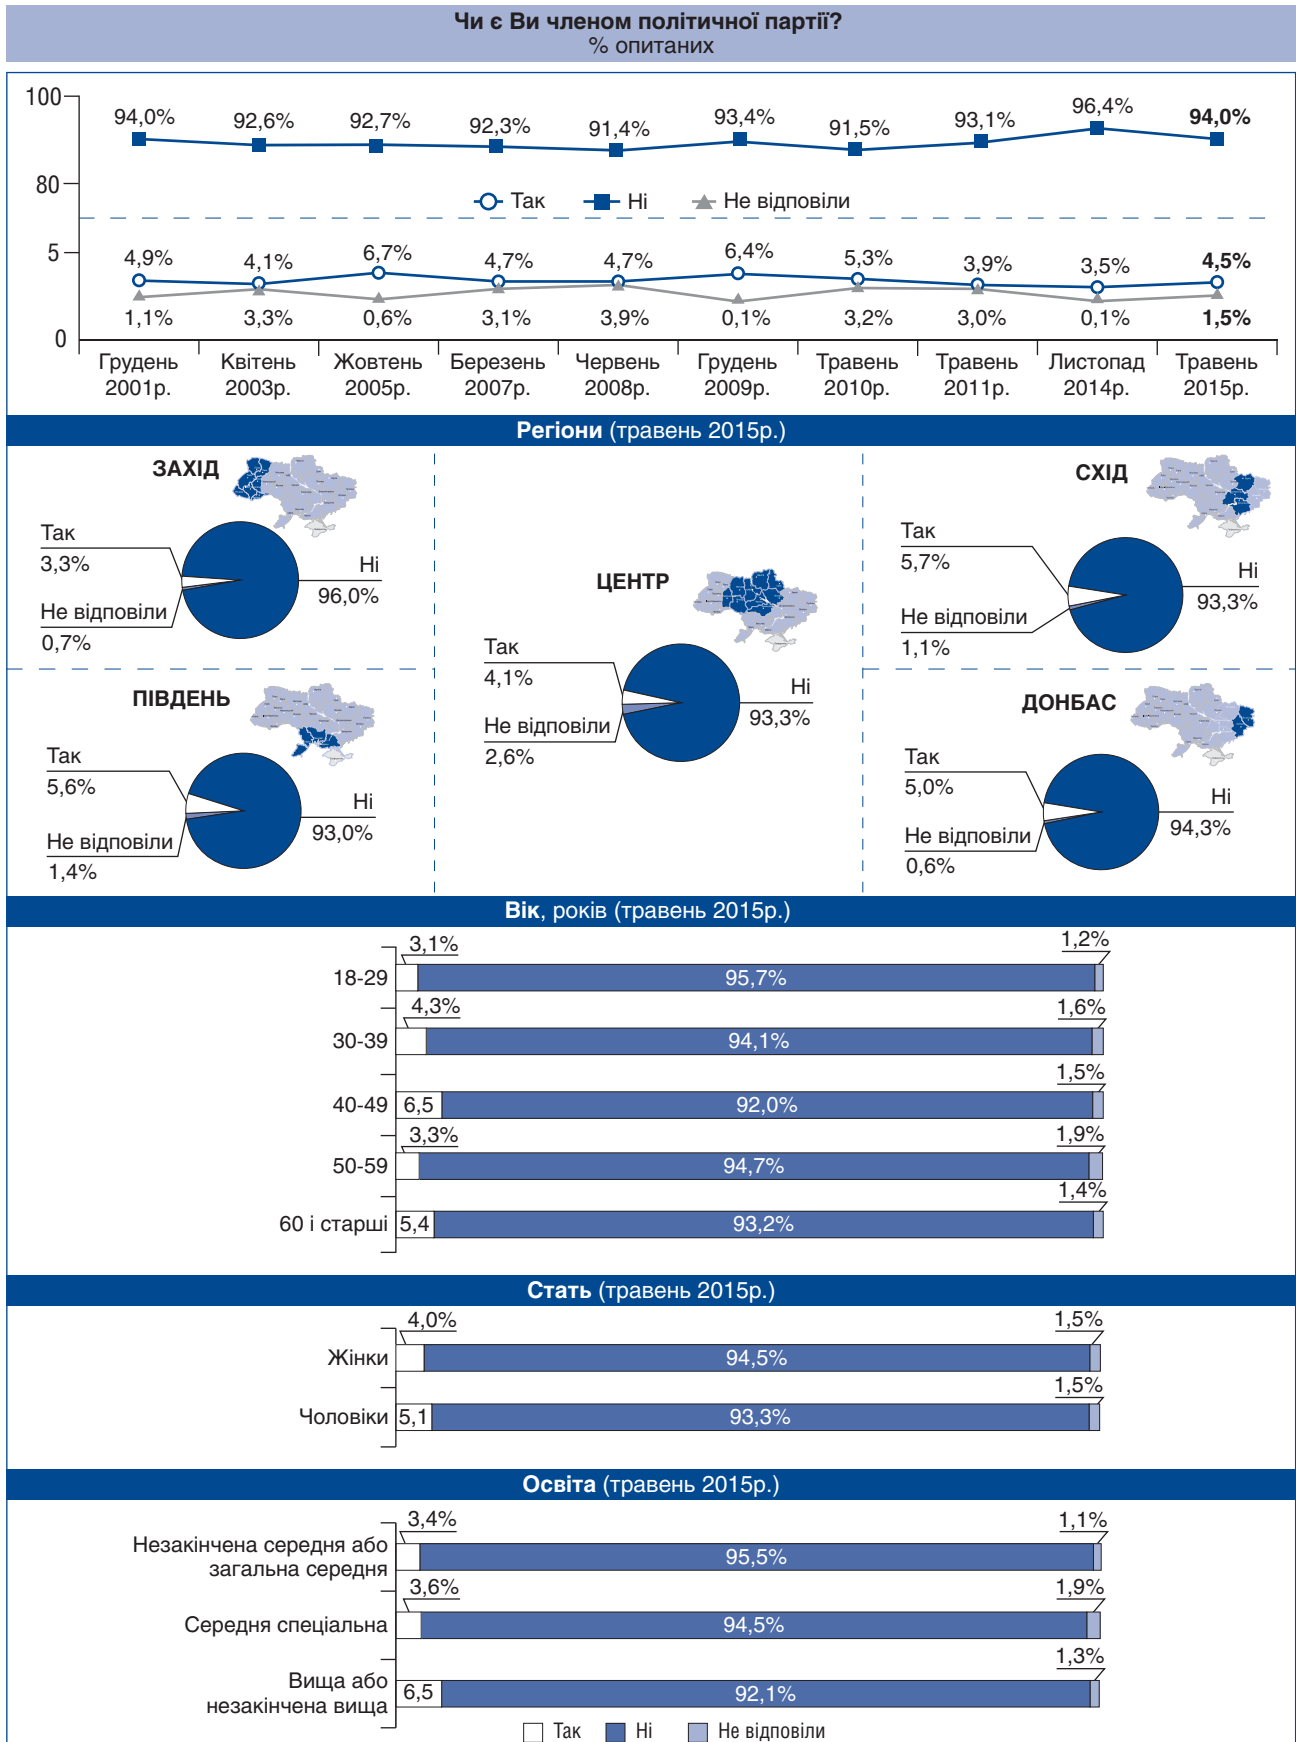 Чи є Ви членом політичної партії?
% опитаних
100
94,0% 92,6% 92,7% 92,3% 91,4% 93,4% 91,5% 93,1% 96,4% 94,0%
80
Так Ні Не відповіли
5
4,9% 4,1% 6,7% 4,7% 4,7% 6,4% 5,3% 3,9% 3,5% 4,5%
1,1% 3,3% 0,6% 3,1% 3,9% 0,1% 3,2% 3,0% 0,1% 1,5%
0
Грудень Квітень Жовтень Березень Червень Грудень Травень Травень Листопад Травень
2001р. 2003р. 2005р. 2007р. 2008р. 2009р. 2010р. 2011р. 2014р. 2015р.
Регіони (травень 2015р.)
ЗАХІД
Так
3,3%
Ні
96,0%
Не відповіли
0,7%
ПІВДЕНЬ
Так
5,6%
Ні
93,0%
Не відповіли
1,4%
ЦЕНТР
Так
4,1%
Ні
93,3%
Не відповіли
2,6%
СХІД
Так
5,7%
Ні
93,3%
Не відповіли
1,1%
ДОНБАС
Так
5,0%
Ні
94,3%
Не відповіли
0,6%
Вік, років (травень 2015р.)
3,1% 1,2%
18-29 95,7%
4,3% 1,6%
30-39 94,1%
1,5%
40-49 6,5 92,0%
3,3% 1,9%
50-59 94,7%
1,4%
60 і старші 5,4 93,2%
Стать (травень 2015р.)
4,0% 1,5%
Жінки 94,5%
1,5%
Чоловіки 5,1 93,3%
Освіта (травень 2015р.)
3,4% 1,1%
Незакінчена середня або
загальна середня 95,5%
3,6% 1,9%
Середня спеціальна 94,5%
1,3%
Вища або
незакінчена вища 6,5 92,1%
Так Ні Не відповіли